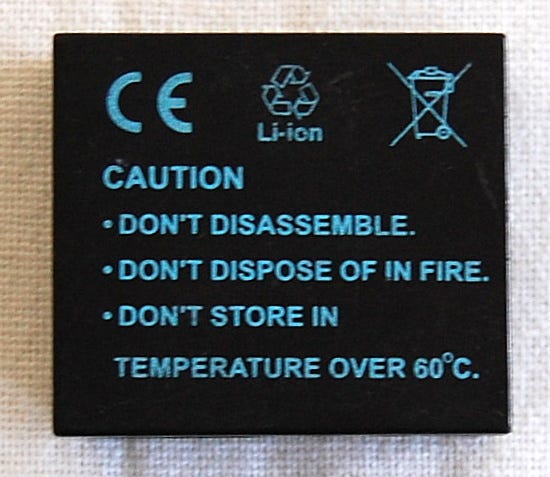 CE
Li-ion
CAUTION
• DON'T DISASSEMBLE.
• DON'T DISPOSE OF IN FIRE.
• DON'T STORE IN
TEMPERATURE OVER 60°C.